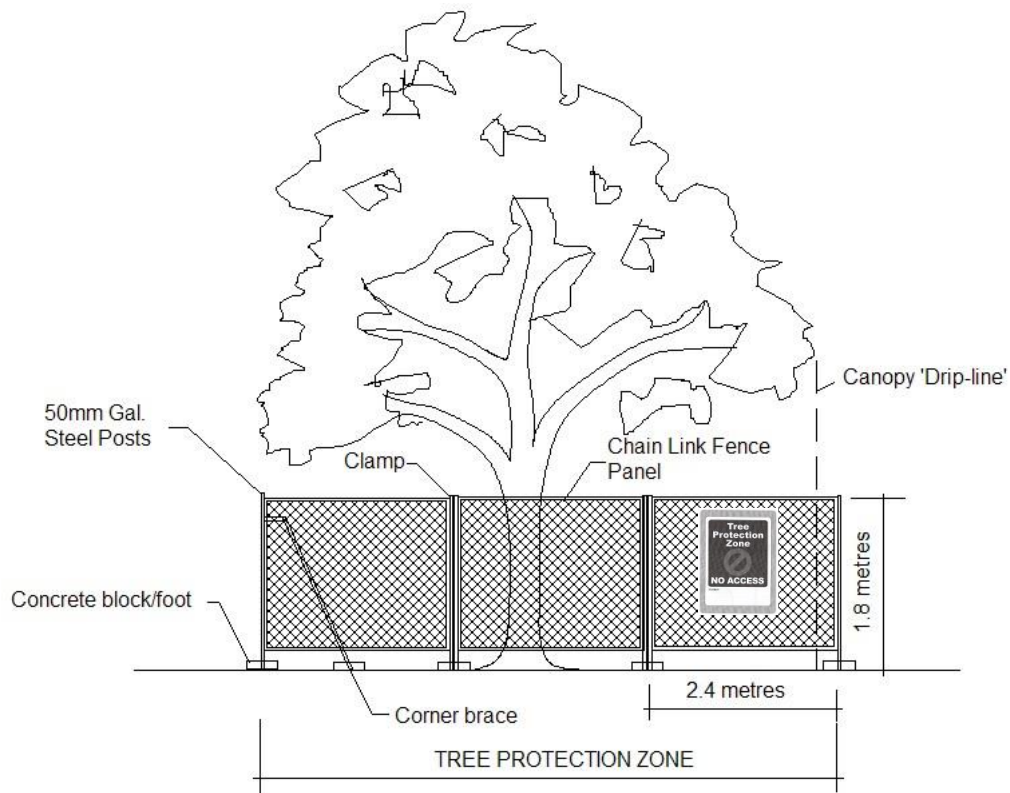 Canopy 'Drip-line'
50mm Gal.
Steel Posts
Clamp
Chain Link Fence
Panel
Tree
Protection
Zone
NO ACCESS
1.8 metres
Concrete block/foot
2.4 metres
Corner brace
TREE PROTECTION ZONE